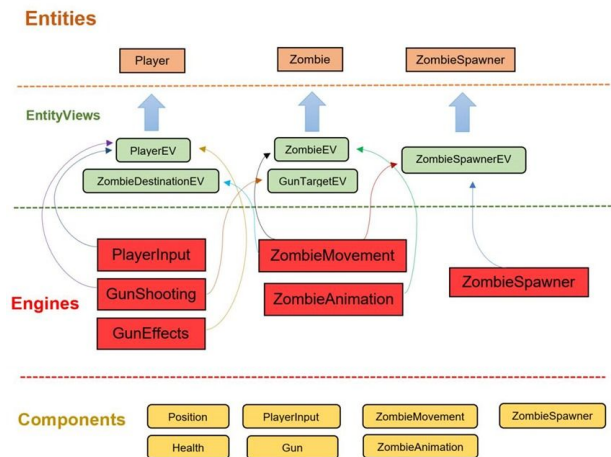 Entities
Player
Zombie
ZombieSpawner
EntityViews
PlayerEV
ZombieEV
ZombieSpawnerEV
ZombieDestinationEV
GunTargetEV
Engines
PlayerInput
ZombieMovement
ZombieSpawner
GunShooting
ZombieAnimation
GunEffects
Components
Position
PlayerInput
ZombieMovement
ZombieSpawner
Health
Gun
ZombieAnimation